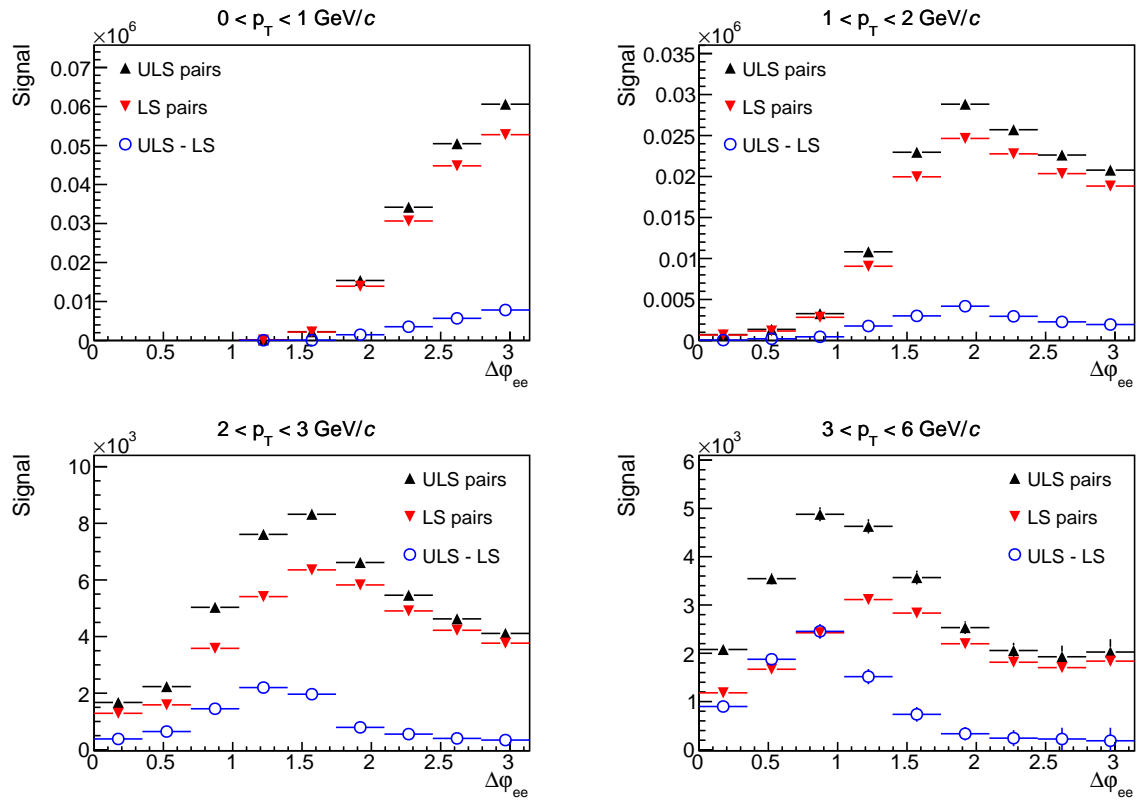 0 < p_T < 1 GeV/c
×10^6
Signal
0.07
0.06
0.05
0.04
0.03
0.02
0.01
0
ULS pairs
LS pairs
ULS - LS
0 0.5 1 1.5 2 2.5 3
Δφ_ee
1 < p_T < 2 GeV/c
×10^6
Signal
0.035
0.03
0.025
0.02
0.015
0.01
0.005
0
ULS pairs
LS pairs
ULS - LS
0 0.5 1 1.5 2 2.5 3
Δφ_ee
2 < p_T < 3 GeV/c
×10^3
Signal
10
8
6
4
2
0
ULS pairs
LS pairs
ULS - LS
0 0.5 1 1.5 2 2.5 3
Δφ_ee
3 < p_T < 6 GeV/c
×10^3
Signal
6
5
4
3
2
1
0
ULS pairs
LS pairs
ULS - LS
0 0.5 1 1.5 2 2.5 3
Δφ_ee